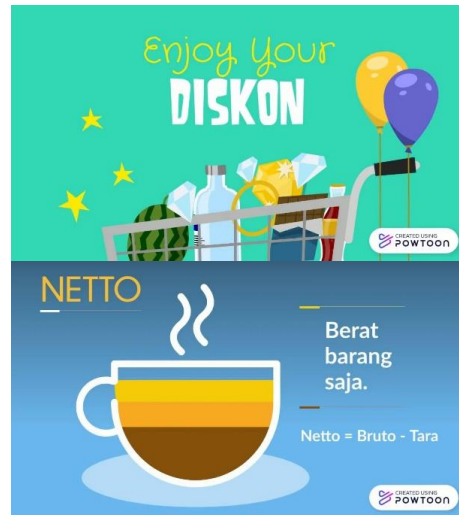 Enjoy Your
DISKON
CREATED USING
POWTOON
NETTO
Berat
barang
saja.
Netto = Bruto - Tara
CREATED USING
POWTOON